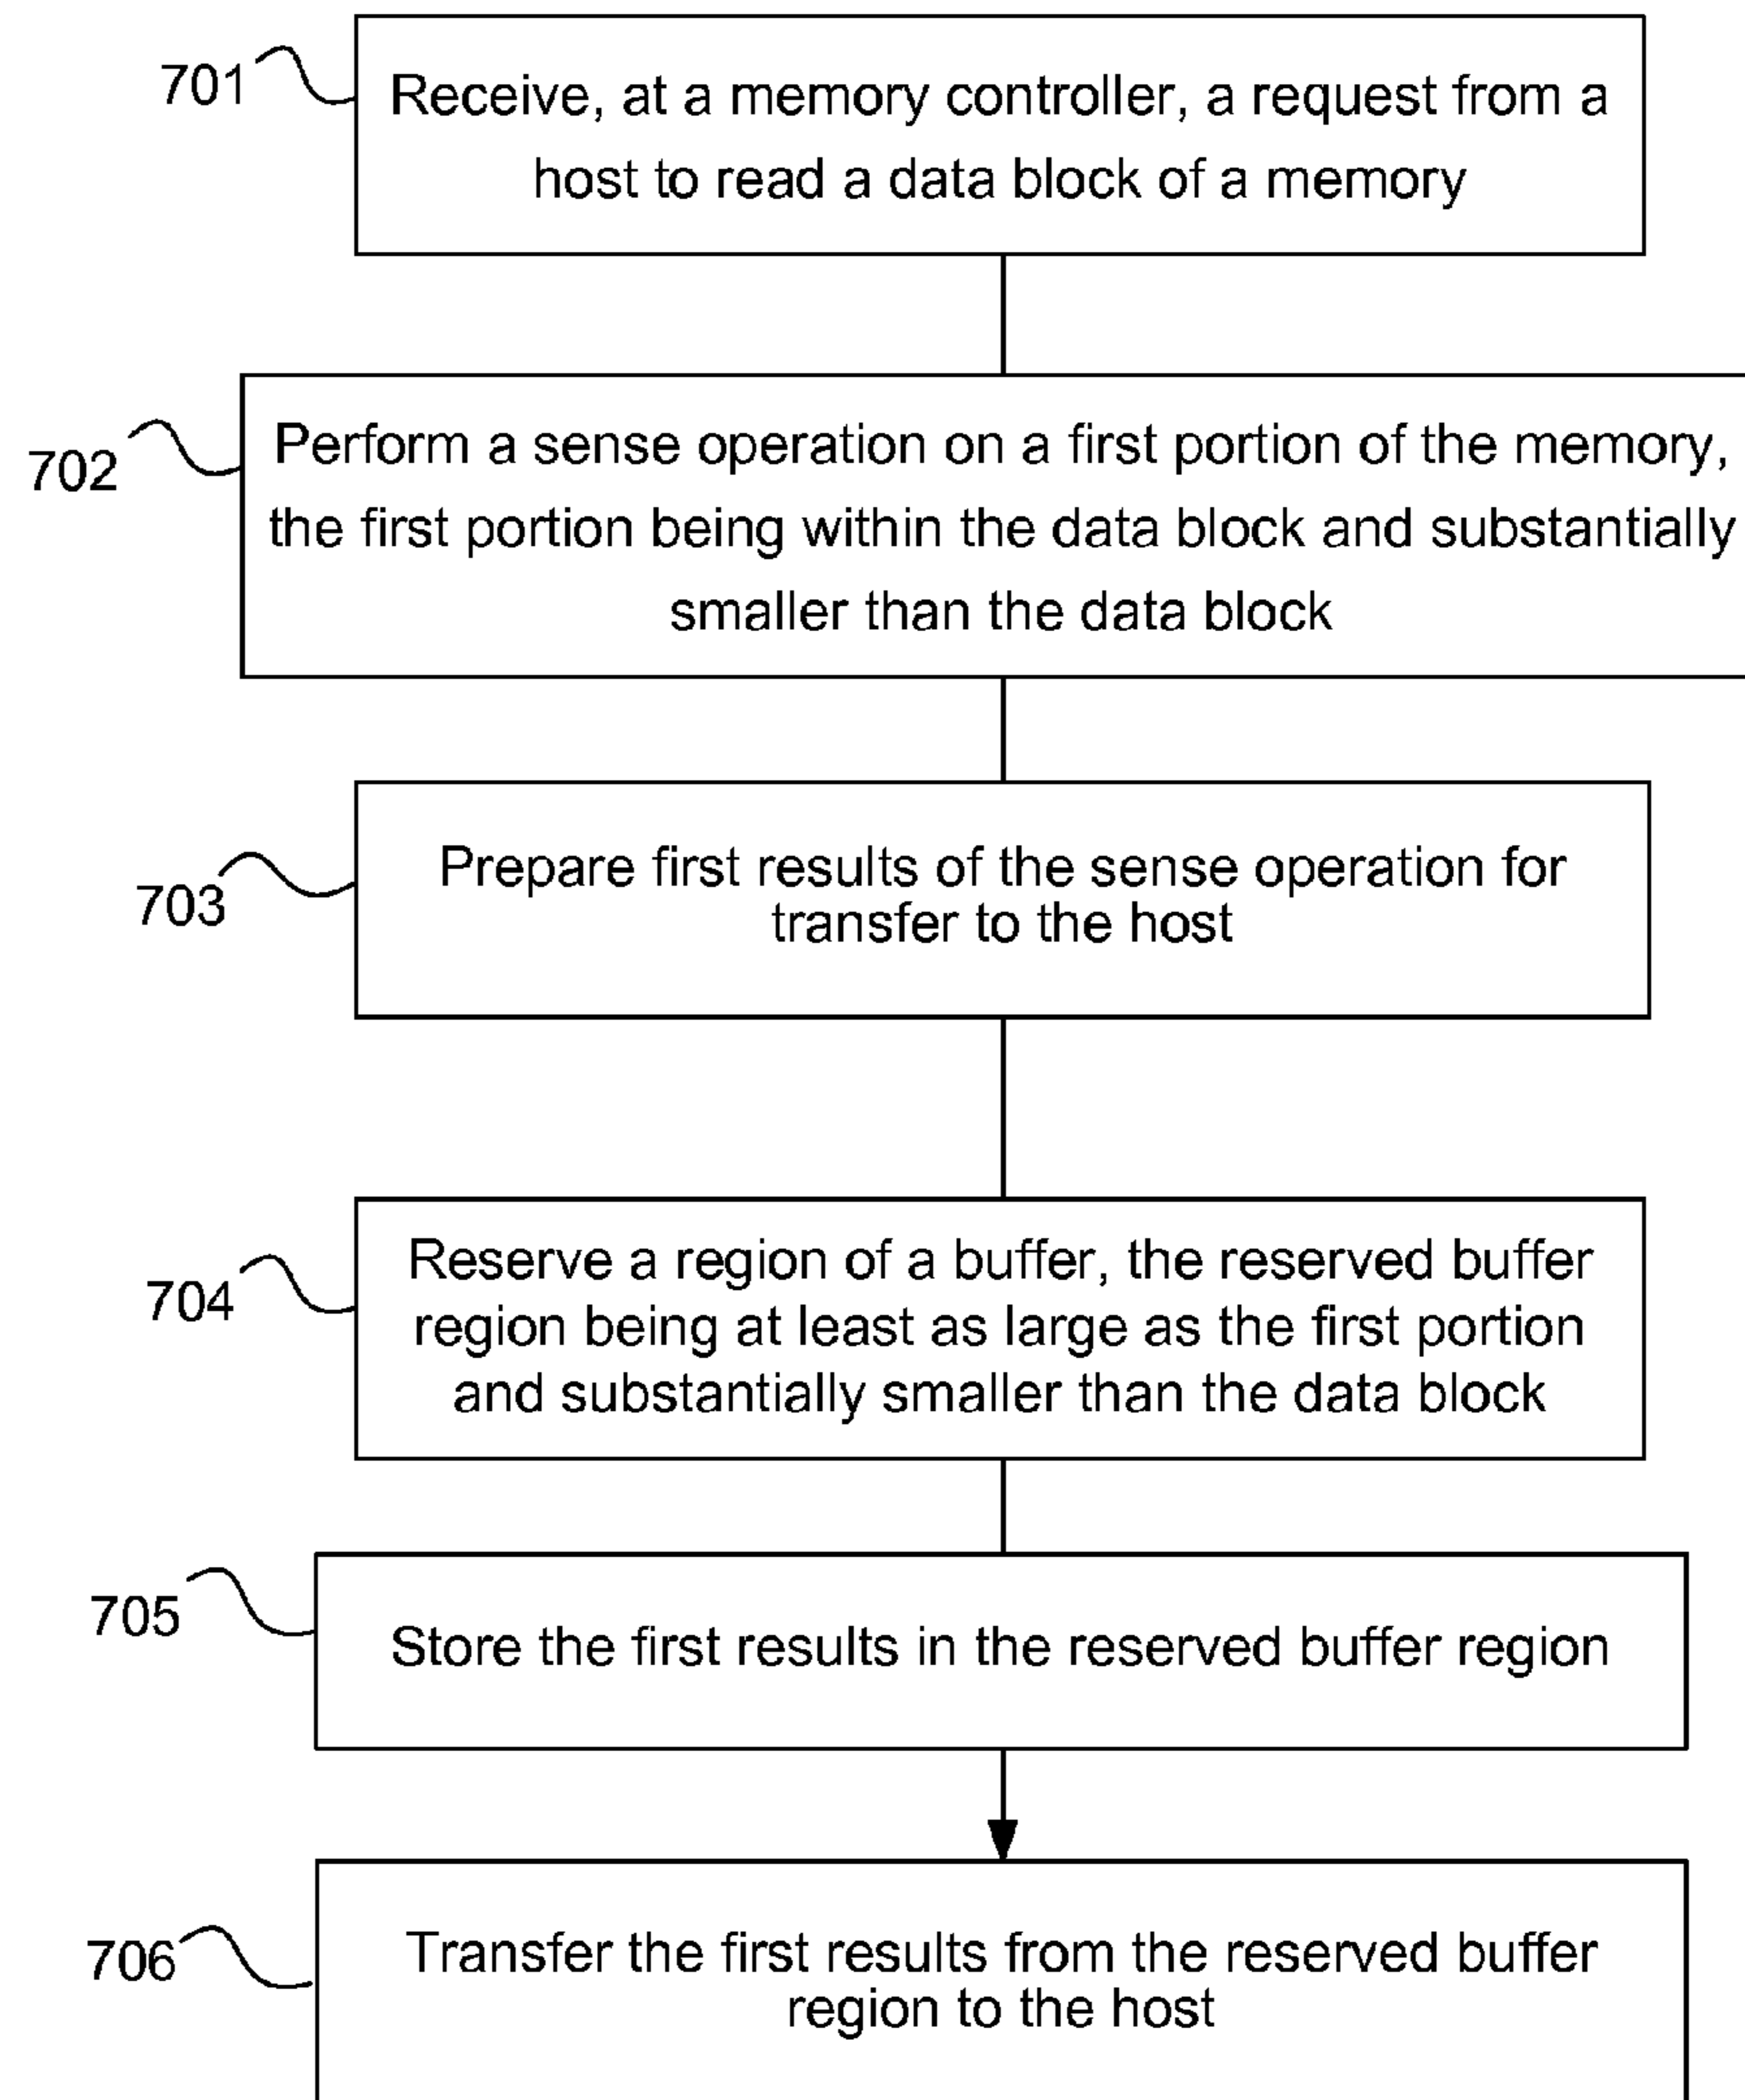 701
Receive, at a memory controller, a request from a
host to read a data block of a memory
702
Perform a sense operation on a first portion of the memory,
the first portion being within the data block and substantially
smaller than the data block
703
Prepare first results of the sense operation for
transfer to the host
704
Reserve a region of a buffer, the reserved buffer
region being at least as large as the first portion
and substantially smaller than the data block
705
Store the first results in the reserved buffer region
706
Transfer the first results from the reserved buffer
region to the host